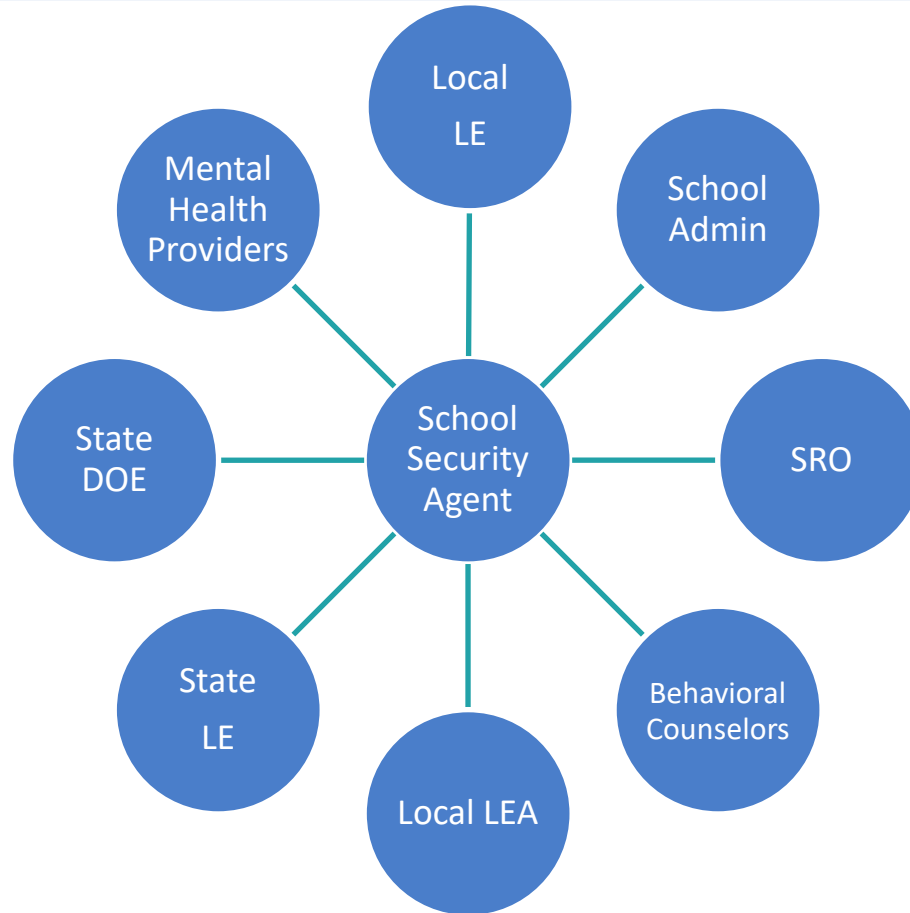 Local
LE
School
Admin
SRO
Behavioral
Counselors
Local LEA
State
LE
State
DOE
Mental
Health
Providers
School
Security
Agent